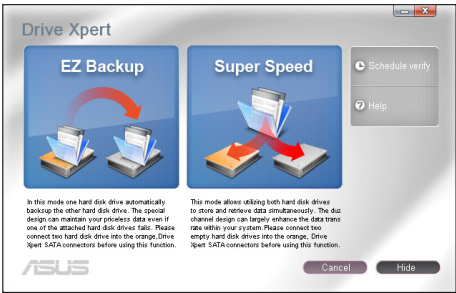 Drive Xpert
EZ Backup
Super Speed
Schedule verify
Help
In this mode one hard disk drive automatically
backsup the other hard disk drive. The special
design can maintain your priceless data even if
one of the attached hard disk drives fails. Please
connect two hard disk drive into the orange, Drive
Xpert SATA connectors before using this function.
This mode allows utilizing both hard disk drives
to store and retrieve data simultaneously. The dua
channel design can largely enhance the data trans
rate within your system. Please connect two
empty hard disk drives into the orange, Drive
Xpert SATA connectors before using this function.
ASUS
Cancel
Hide